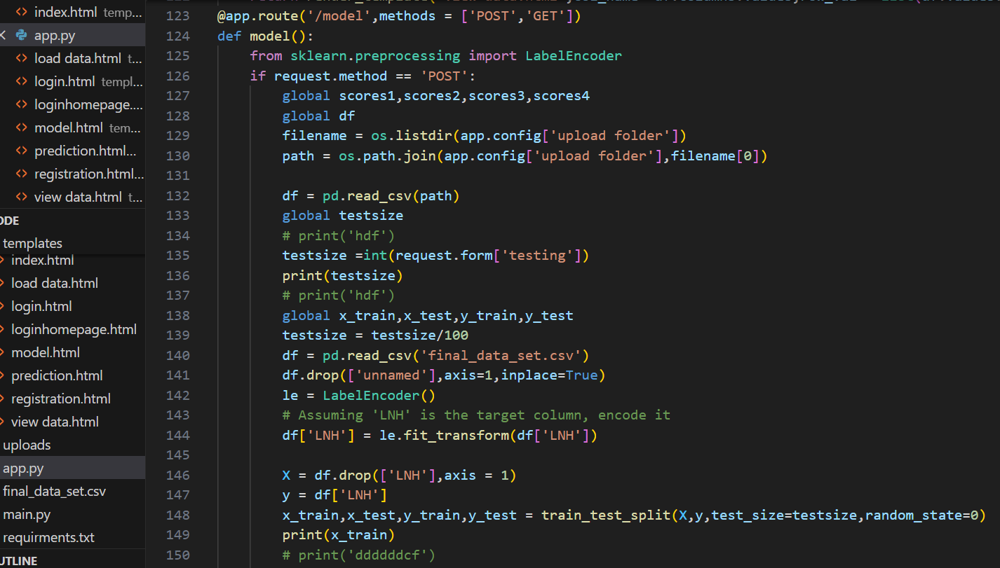 index.html temp...
app.py
load data.html t...
login.html templ...
loginhomepage....
model.html tem...
prediction.html...
registration.html...
view data.html t...
ODE
templates
index.html
load data.html
login.html
loginhomepage.html
model.html
prediction.html
registration.html
view data.html
uploads
app.py
final_data_set.csv
main.py
requirments.txt
UTLINE
123 @app.route('/model',methods = ['POST','GET'])
124 def model():
125 from sklearn.preprocessing import LabelEncoder
126 if request.method == 'POST':
127 global scores1,scores2,scores3,scores4
128 global df
129 filename = os.listdir(app.config['upload folder'])
130 path = os.path.join(app.config['upload folder'],filename[0])
131
132 df = pd.read_csv(path)
133 global testsize
134 # print('hdf')
135 testsize =int(request.form['testing'])
136 print(testsize)
137 # print('hdf')
138 global x_train,x_test,y_train,y_test
139 testsize = testsize/100
140 df = pd.read_csv('final_data_set.csv')
141 df.drop(['unnamed'],axis=1,inplace=True)
142 le = LabelEncoder()
143 # Assuming 'LNH' is the target column, encode it
144 df['LNH'] = le.fit_transform(df['LNH'])
145
146 X = df.drop(['LNH'],axis = 1)
147 y = df['LNH']
148 x_train,x_test,y_train,y_test = train_test_split(X,y,test_size=testsize,random_state=0)
149 print(x_train)
150 # print('ddddddcf')